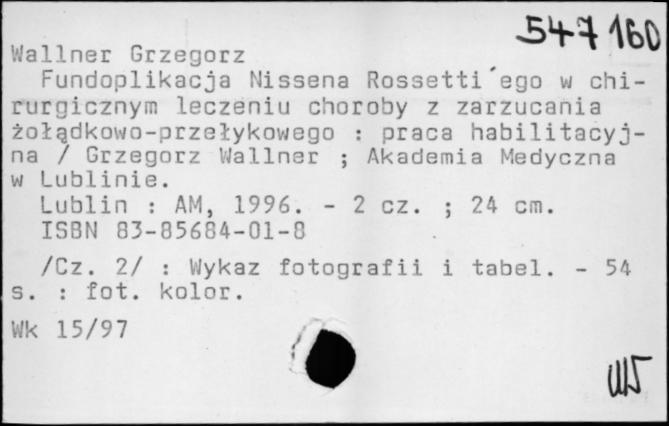 547160
Wallner Grzegorz
Fundoplikacja Nissena Rossetti´ego w chi-
rurgicznym leczeniu choroby z zarzucania
żołądkowo-przełykowego : praca habilitacyj-
na / Grzegorz Wallner ; Akademia Medyczna
w Lublinie.
Lublin : AM, 1996. - 2 cz. ; 24 cm.
ISBN 83-85684-01-8
/Cz. 2/ : Wykaz fotografii i tabel. - 54
s. : fot. kolor.
Wk 15/97